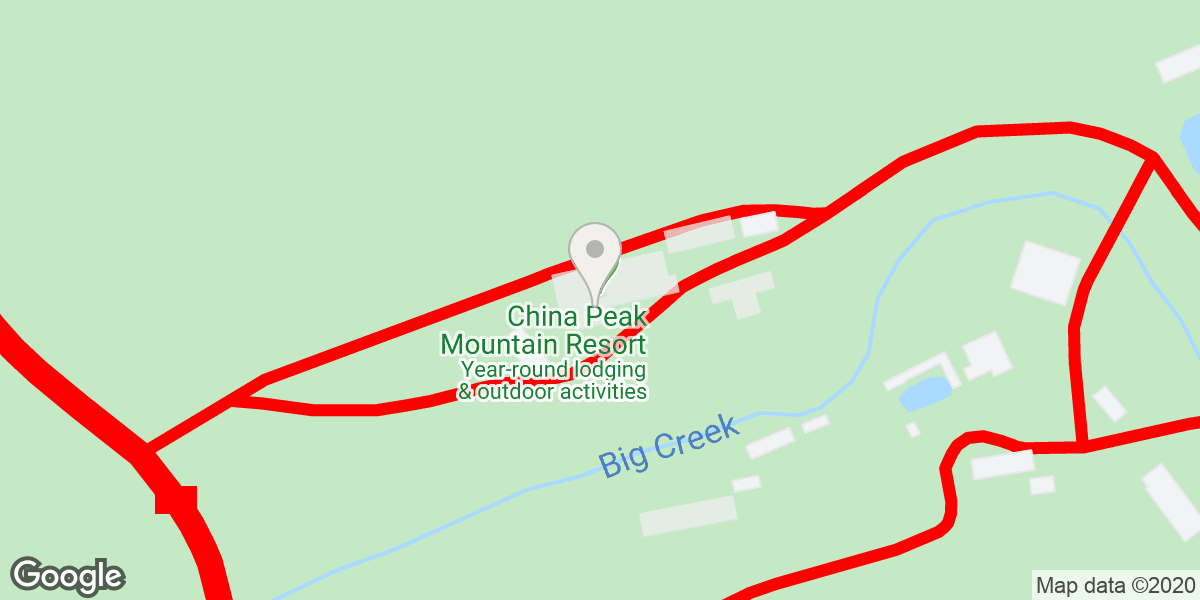 China Peak
Mountain Resort
Year-round lodging
& outdoor activities
Big Creek
Google
Map data ©2020